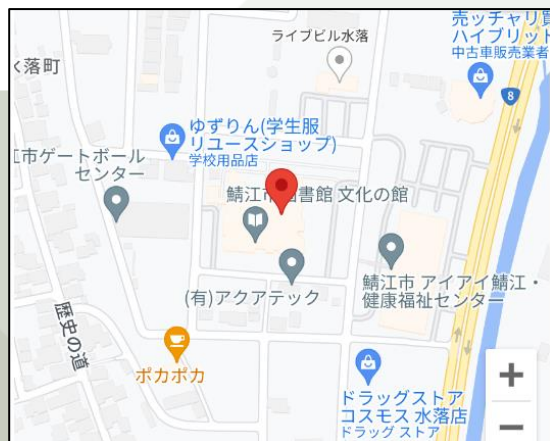 売ッチャリ買
ハイブリット
中古車販売業者
ライブビル水落
水落町
8
ゆずりん(学生服
リユースショップ)
学校用品店
江市ゲートボール
センター
鯖江市図書館 文化の館
(有)アクアテック
鯖江市 アイアイ鯖江・
健康福祉センター
歴史の道
ポカポカ
ドラッグストア
コスモス 水落店
ドラッグ ストア
+
−